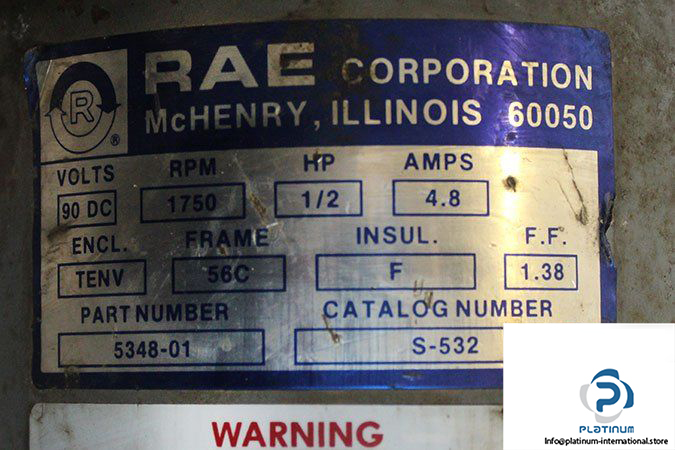 R ®
RAE CORPORATION
McHENRY, ILLINOIS 60050
VOLTS RPM HP AMPS
90 DC 1750 1/2 4.8
ENCL. FRAME INSUL. F.F.
TENV 56C F 1.38
PART NUMBER CATALOG NUMBER
5348-01 S-532
WARNING
PLATINUM
Info@platinum-international.store